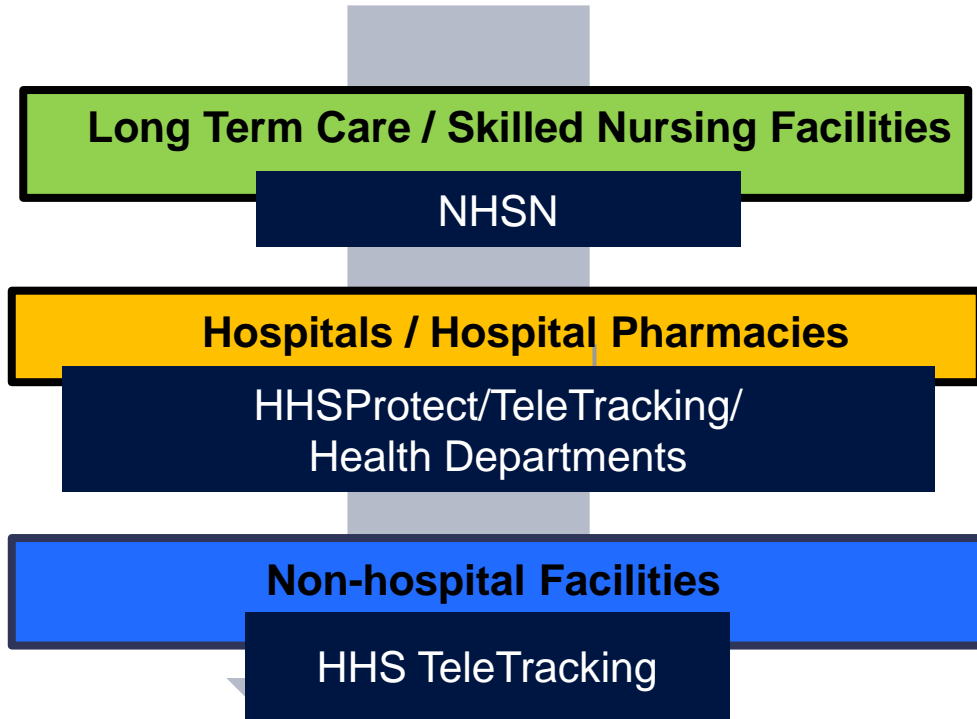 Long Term Care / Skilled Nursing Facilities
NHSN
Hospitals / Hospital Pharmacies
HHSProtect/TeleTracking/
Health Departments
Non-hospital Facilities
HHS TeleTracking